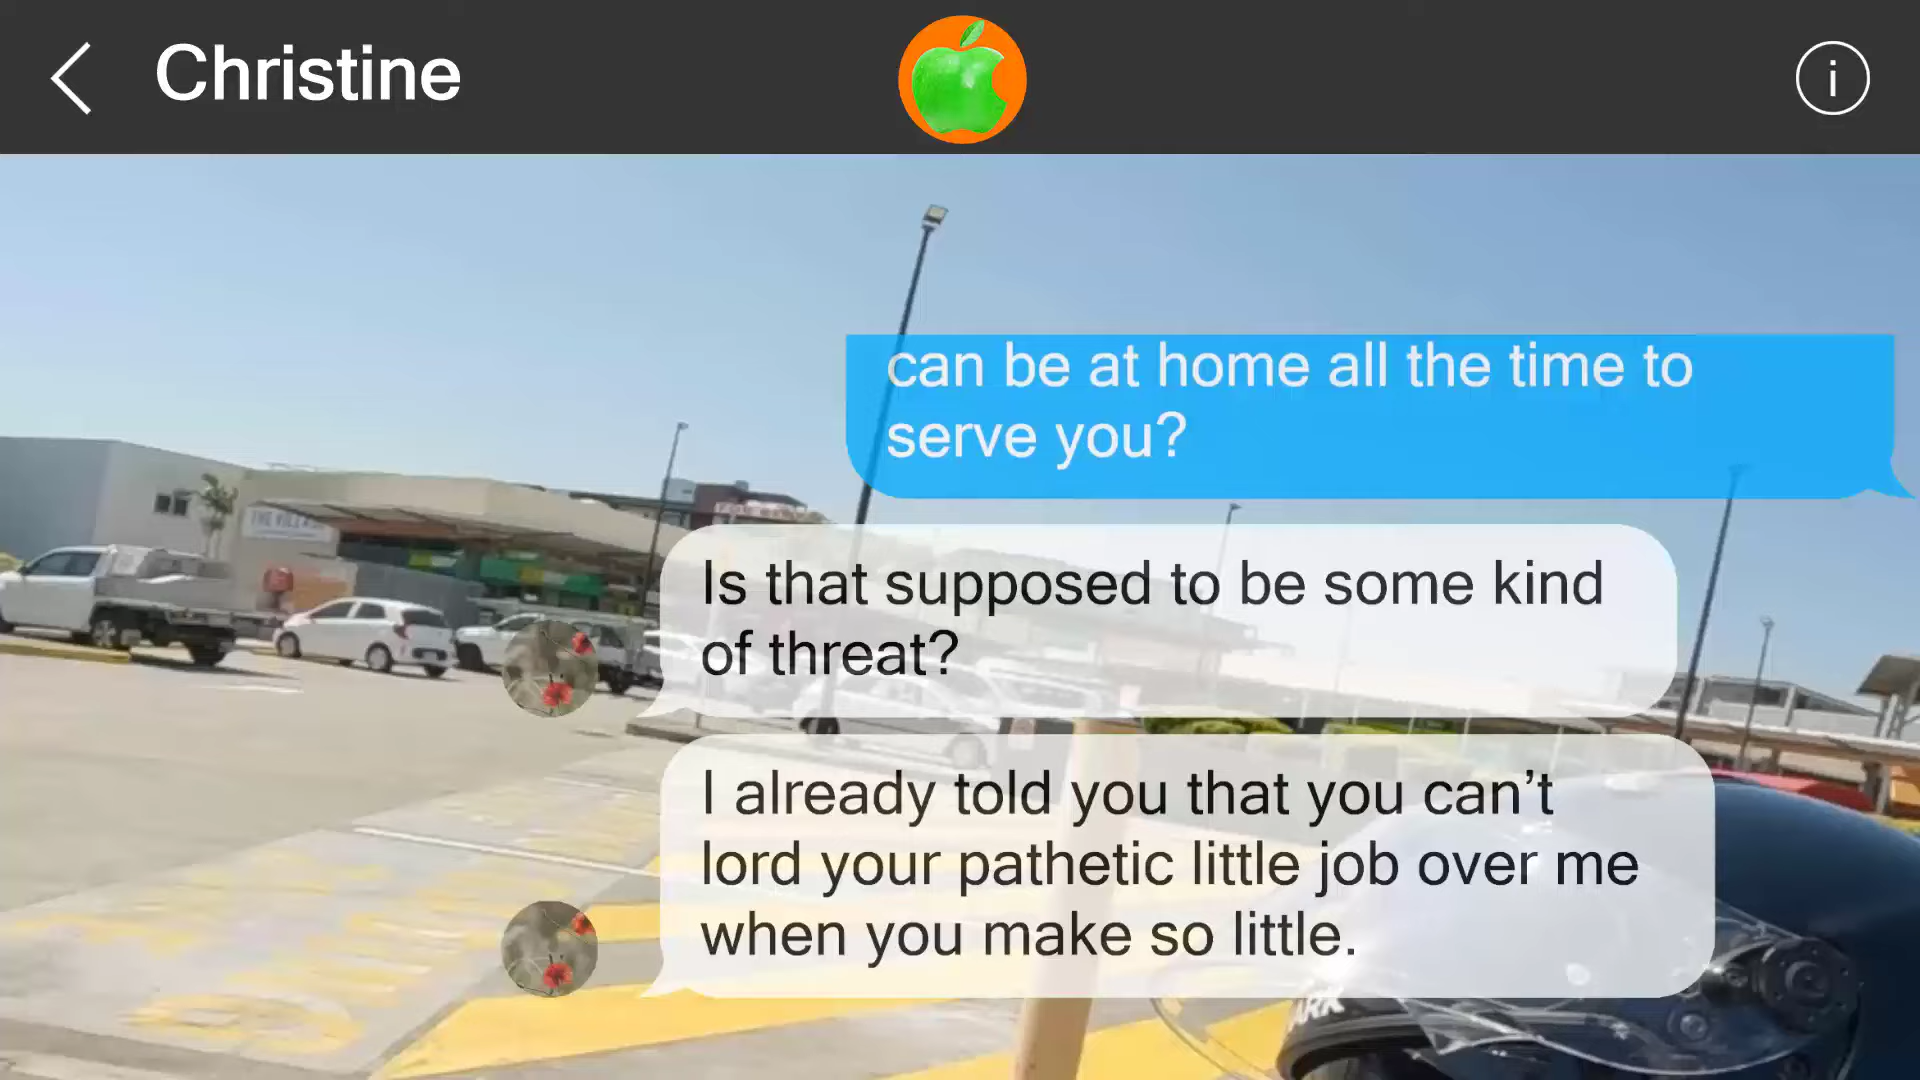 Christine
i
can be at home all the time to
serve you?
Is that supposed to be some kind
of threat?
I already told you that you can’t
lord your pathetic little job over me
when you make so little.